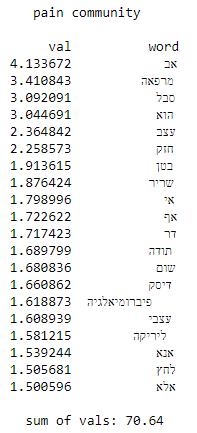 pain community
val word
4.133672 אב
3.410843 מרפאה
3.092091 סבל
3.044691 הוא
2.364842 עצב
2.258573 חזק
1.913615 בטן
1.876424 שריר
1.798996 אי
1.722622 אף
1.717423 דר
1.689799 תודה
1.680836 שום
1.660862 דיסק
1.618873 פיברומיאלגיה
1.608939 עצבי
1.581215 ליריקה
1.539244 אנא
1.505681 לחץ
1.500596 אלא
sum of vals: 70.64